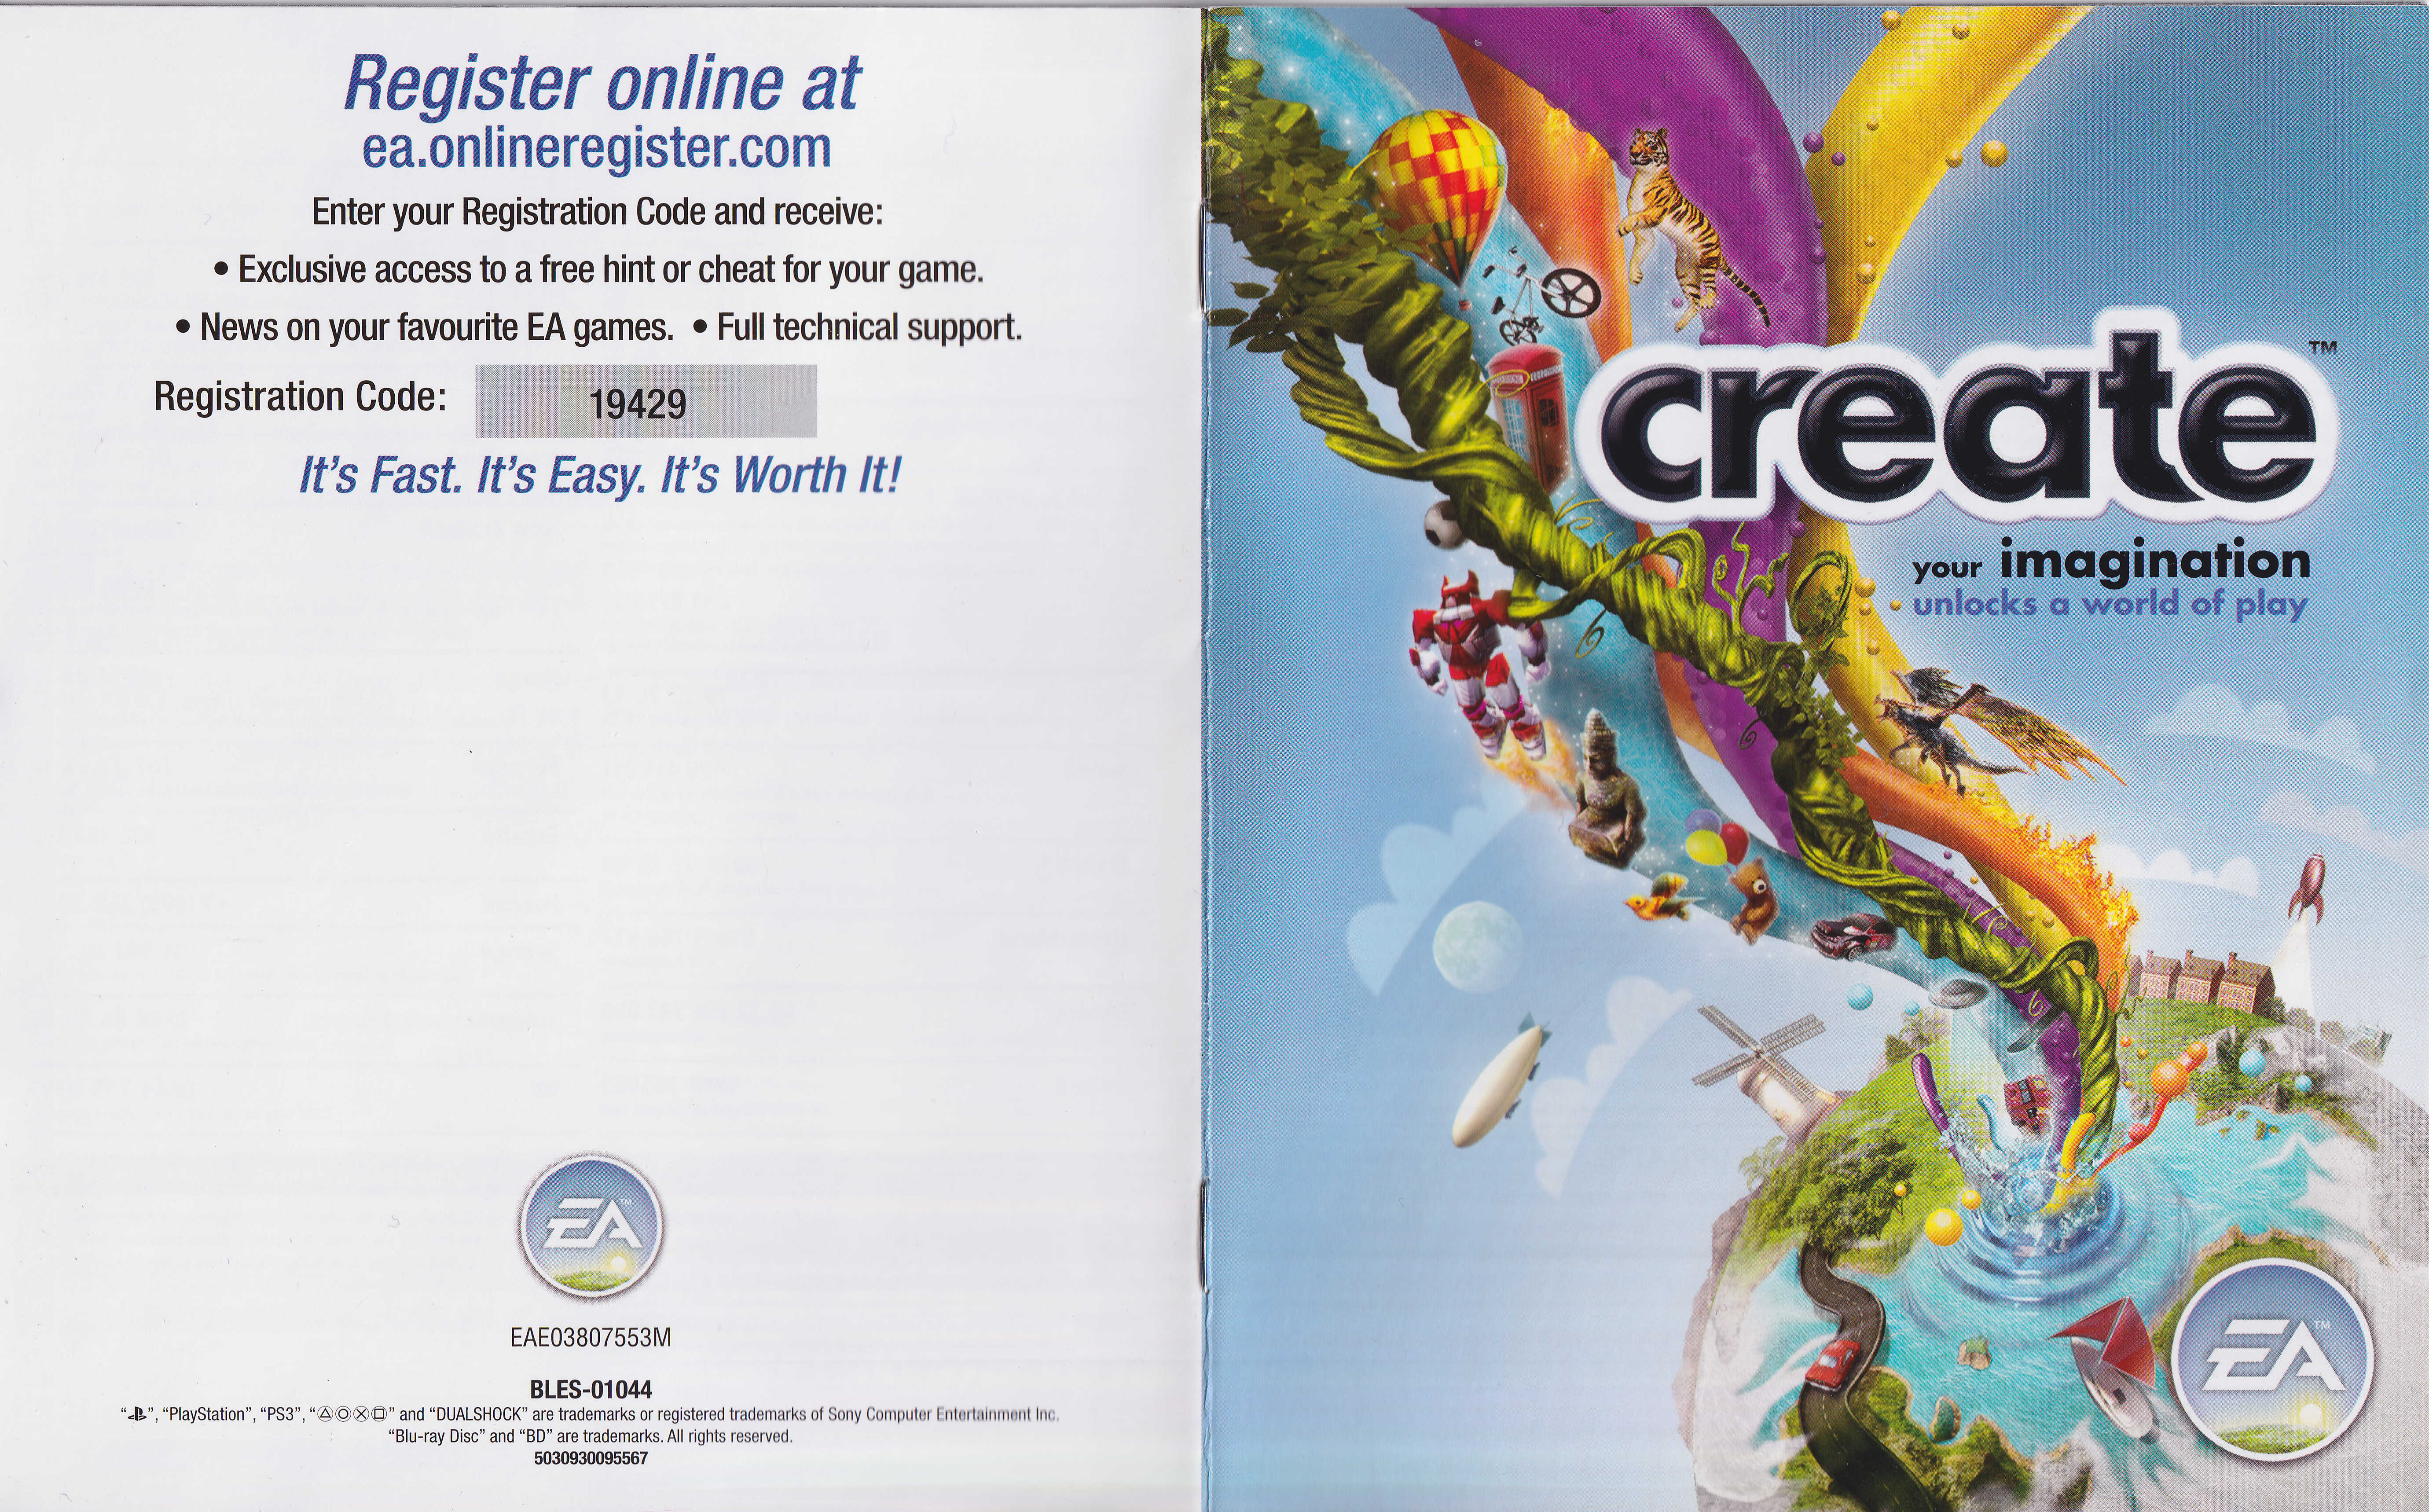 Register online at
ea.onlineregister.com
Enter your Registration Code and receive:
• Exclusive access to a free hint or cheat for your game.
• News on your favourite EA games. • Full technical support.
Registration Code: 19429
It's Fast. It's Easy. It's Worth It!
EA™
EAE03807553M
BLES-01044
“ ”, “PlayStation”, “PS3”, “△○✕□” and “DUALSHOCK” are trademarks or registered trademarks of Sony Computer Entertainment Inc.
“Blu-ray Disc” and “BD” are trademarks. All rights reserved.
5030930095567
create™
your imagination
unlocks a world of play
EA™